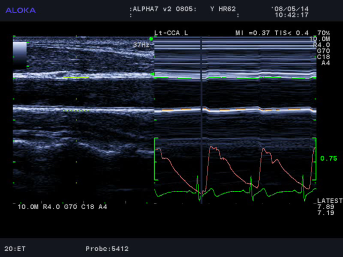 ALOKA :ALPHA7 v2 0805: Y HR62 '08/05/14
: : 10:42:17
Lt-CCA L MI =0.37 TIS< 0.4 70%
37Hz 10.0M
R4.0
G70
C18
A4
0.75
LATEST
7.89
7.19
10.0M R4.0 G70 C18 A4
20:ET Probe:5412